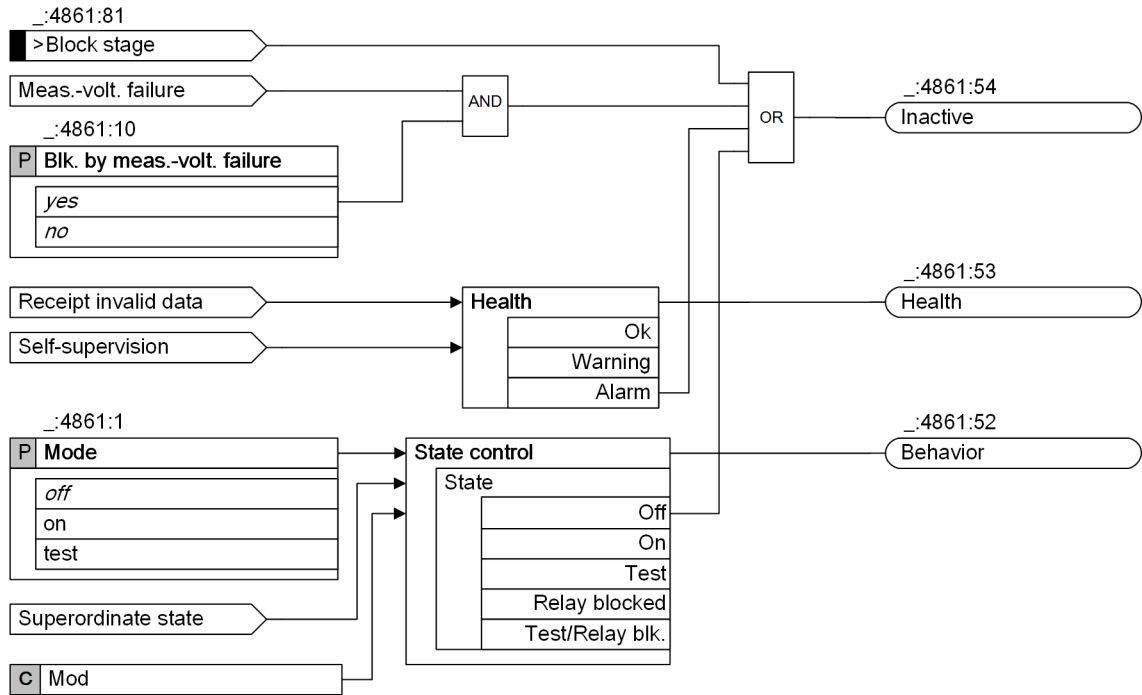 _:4861:81
>Block stage
Meas.-volt. failure
AND
_:4861:54
OR
Inactive
_:4861:10
P Blk. by meas.-volt. failure
yes
no
_:4861:53
Receipt invalid data
Health
Health
Ok
Self-supervision
Warning
Alarm
_:4861:1
_:4861:52
P Mode
State control
Behavior
State
off
Off
on
On
test
Test
Relay blocked
Superordinate state
Test/Relay blk.
C Mod